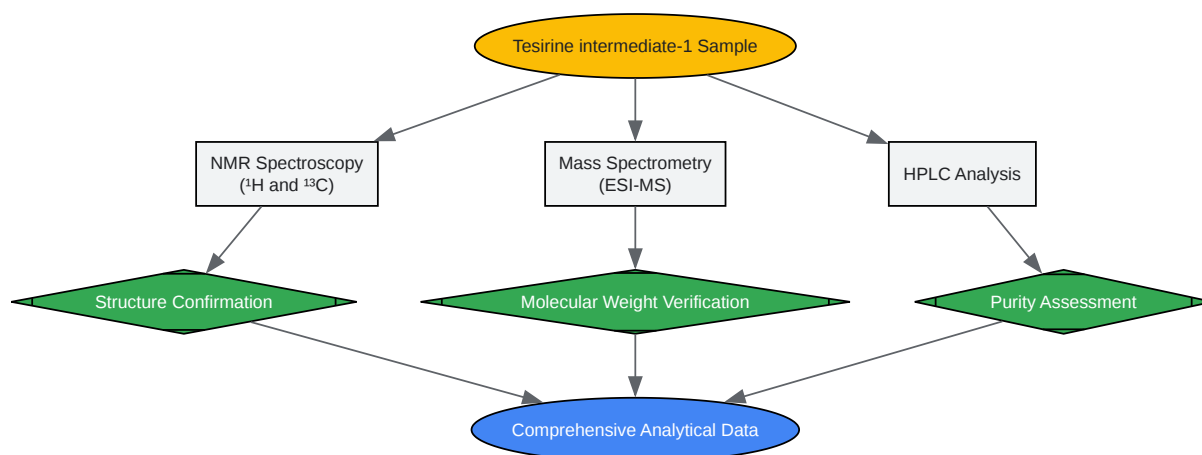 Tesirine intermediate-1 Sample
NMR Spectroscopy
(¹H and ¹³C)
Mass Spectrometry
(ESI-MS)
HPLC Analysis
Structure Confirmation
Molecular Weight Verification
Purity Assessment
Comprehensive Analytical Data